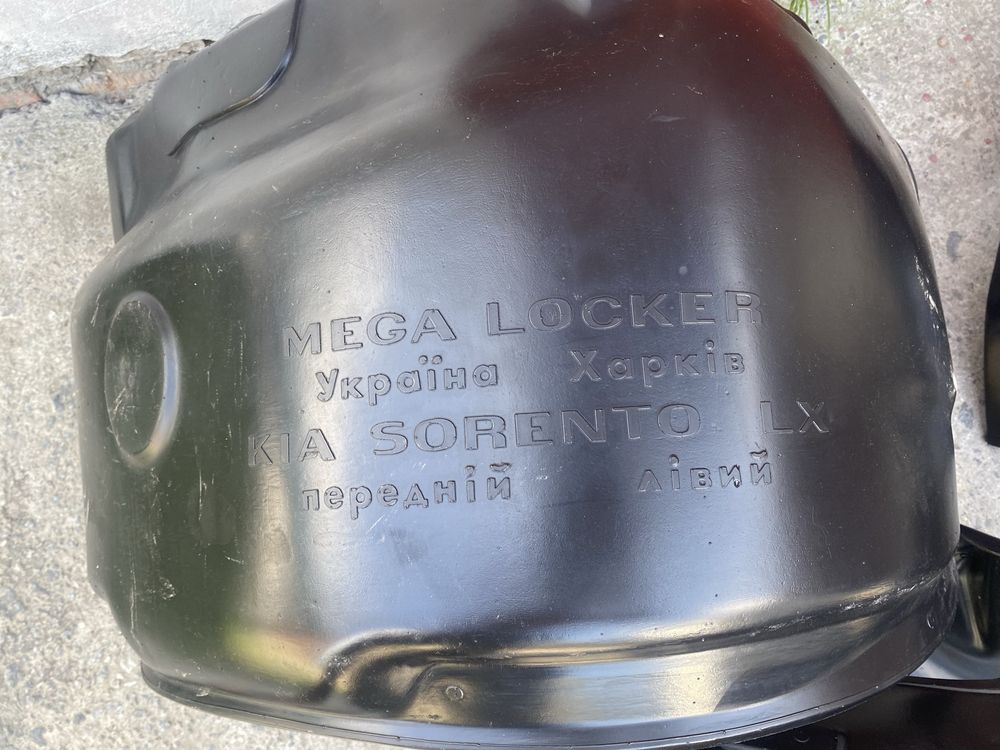 MEGA LOCKER
Україна Харків
KIA SORENTO LX
передній лівий